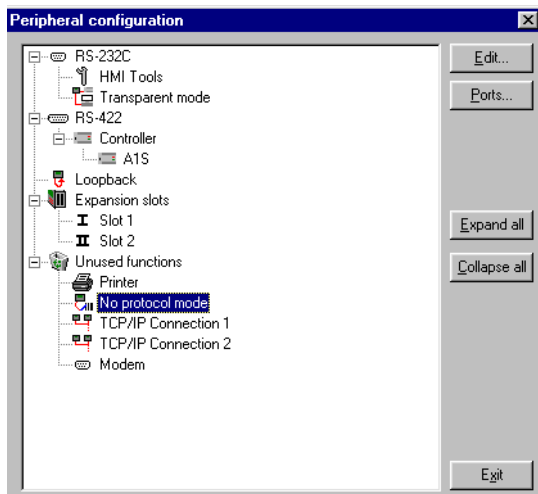 Peripheral configuration
RS-232C
HMI Tools
Transparent mode
RS-422
Controller
A1S
Loopback
Expansion slots
I Slot 1
II Slot 2
Unused functions
Printer
No protocol mode
TCP/IP Connection 1
TCP/IP Connection 2
Modem
Edit...
Ports...
Expand all
Collapse all
Exit